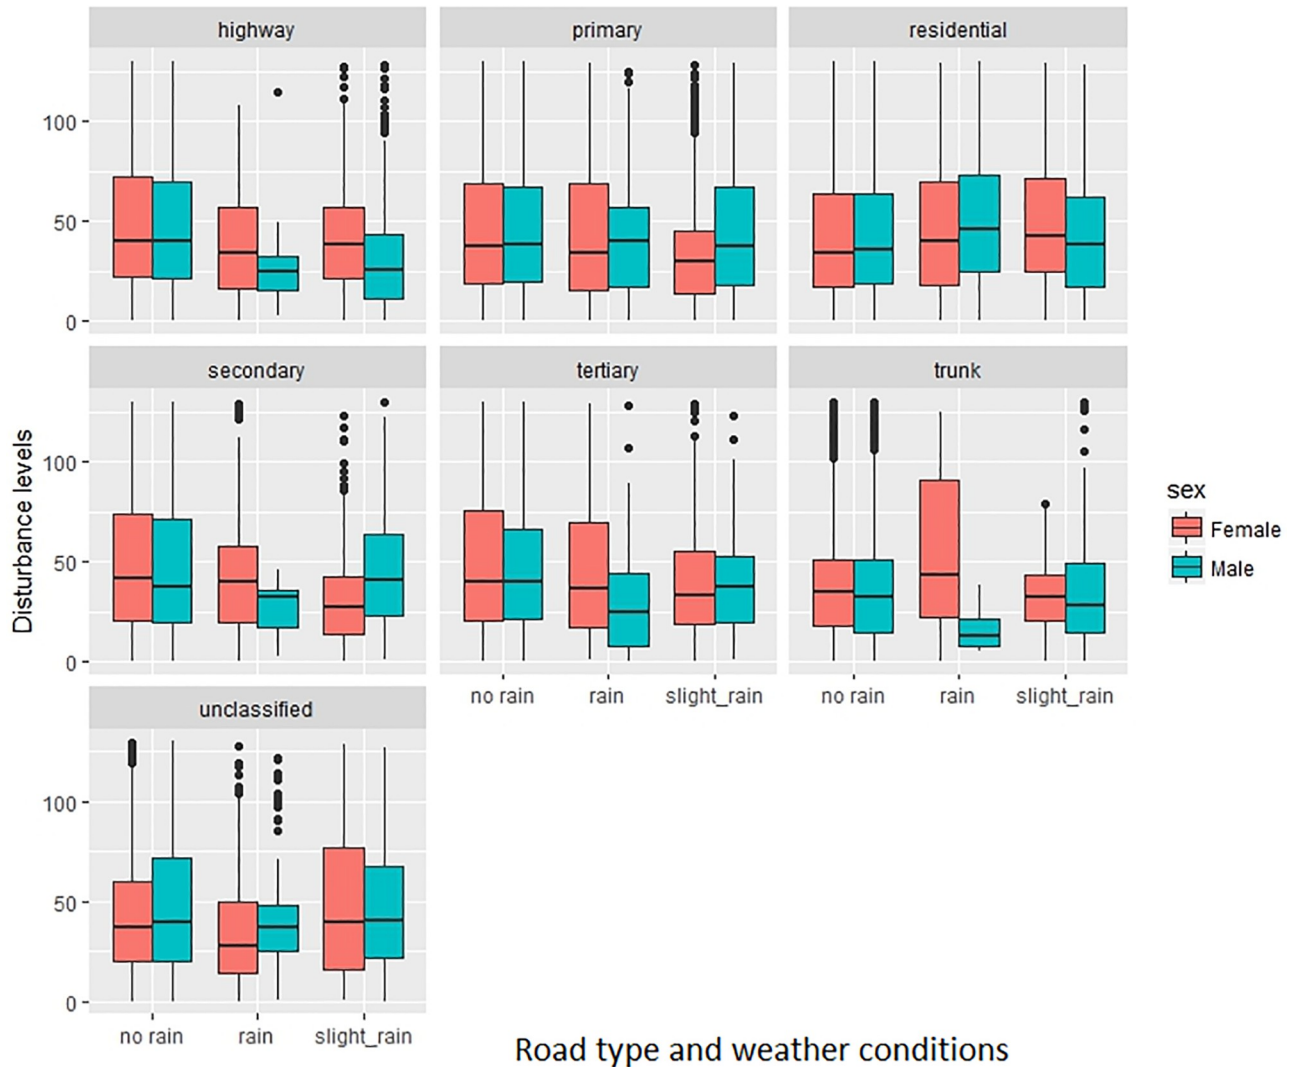 highway
primary
residential
100
50
0
secondary
tertiary
trunk
Disturbance levels
100
50
0
no rain
rain
slight_rain
no rain
rain
slight_rain
sex
Female
Male
unclassified
100
50
0
no rain
rain
slight_rain
Road type and weather conditions